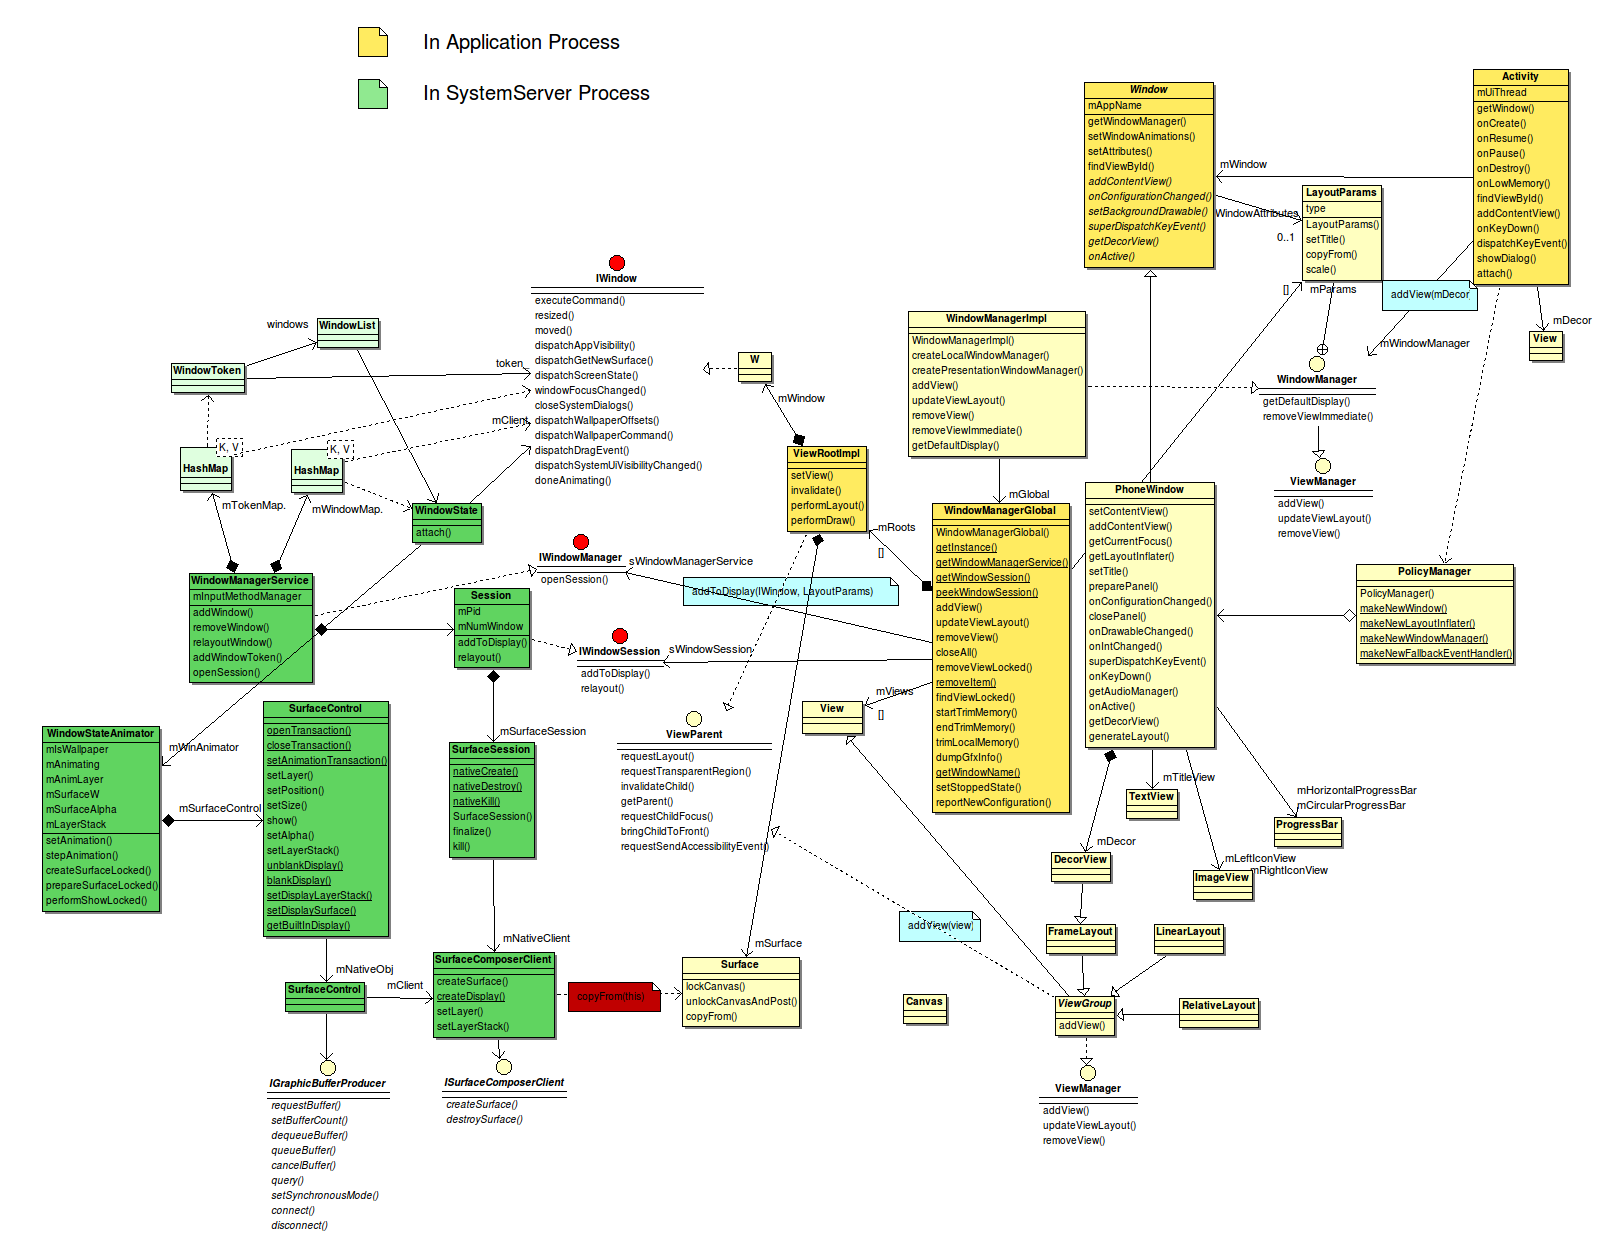 In Application Process
In SystemServer Process
Activity
mUiThread
getWindow()
onCreate()
onResume()
onPause()
onDestroy()
onLowMemory()
findViewById()
addContentView()
onKeyDown()
dispatchKeyEvent()
showDialog()
attach()
Window
mAppName
getWindowManager()
setWindowAnimations()
setAttributes()
findViewById()
addContentView()
onConfigurationChanged()
setBackgroundDrawable()
superDispatchKeyEvent()
getDecorView()
onActive()
mWindow
LayoutParams
type
LayoutParams()
setTitle()
copyFrom()
scale()
WindowAttributes
0..1
[]
mParams
addView(mDecor
mDecor
View
mWindowManager
WindowManager
getDefaultDisplay()
removeViewImmediate()
ViewManager
addView()
updateViewLayout()
removeView()
IWindow
executeCommand()
resized()
moved()
dispatchAppVisibility()
dispatchGetNewSurface()
dispatchScreenState()
windowFocusChanged()
closeSystemDialogs()
dispatchWallpaperOffsets()
dispatchWallpaperCommand()
dispatchDragEvent()
dispatchSystemUiVisibilityChanged()
doneAnimating()
windows
WindowList
WindowToken
token
mClient
K, V
HashMap
K, V
HashMap
mTokenMap.
mWindowMap.
WindowState
attach()
W
mWindow
ViewRootImpl
setView()
invalidate()
performLayout()
performDraw()
WindowManagerImpl
WindowManagerImpl()
createLocalWindowManager()
createPresentationWindowManager()
addView()
updateViewLayout()
removeView()
removeViewImmediate()
getDefaultDisplay()
mGlobal
mRoots
[]
WindowManagerGlobal
WindowManagerGlobal()
getInstance()
getWindowManagerService()
getWindowSession()
peekWindowSession()
addView()
updateViewLayout()
removeView()
closeAll()
removeViewLocked()
removeItem()
findViewLocked()
startTrimMemory()
endTrimMemory()
trimLocalMemory()
dumpGfxInfo()
getWindowName()
setStoppedState()
reportNewConfiguration()
PhoneWindow
setContentView()
addContentView()
getCurrentFocus()
getLayoutInflater()
setTitle()
preparePanel()
onConfigurationChanged()
closePanel()
onDrawableChanged()
onIntChanged()
superDispatchKeyEvent()
onKeyDown()
getAudioManager()
onActive()
getDecorView()
generateLayout()
PolicyManager
PolicyManager()
makeNewWindow()
makeNewLayoutInflater()
makeNewWindowManager()
makeNewFallbackEventHandler()
WindowManagerService
mInputMethodManager
addWindow()
removeWindow()
relayoutWindow()
addWindowToken()
openSession()
IWindowManager
openSession()
sWindowManagerService
addToDisplay(IWindow, LayoutParams)
Session
mPid
mNumWindow
addToDisplay()
relayout()
IWindowSession
addToDisplay()
relayout()
sWindowSession
mViews
[]
View
ViewParent
requestLayout()
requestTransparentRegion()
invalidateChild()
getParent()
requestChildFocus()
bringChildToFront()
requestSendAccessibilityEvent()
WindowStateAnimator
mIsWallpaper
mAnimating
mAnimLayer
mSurfaceW
mSurfaceAlpha
mLayerStack
setAnimation()
stepAnimation()
createSurfaceLocked()
prepareSurfaceLocked()
performShowLocked()
mWinAnimator
mSurfaceControl
SurfaceControl
openTransaction()
closeTransaction()
setAnimationTransaction()
setLayer()
setPosition()
setSize()
show()
setAlpha()
setLayerStack()
unblankDisplay()
blankDisplay()
setDisplayLayerStack()
setDisplaySurface()
getBuiltInDisplay()
mSurfaceSession
SurfaceSession
nativeCreate()
nativeDestroy()
nativeKill()
SurfaceSession()
finalize()
kill()
mNativeClient
mNativeObj
SurfaceControl
mClient
SurfaceComposerClient
createSurface()
createDisplay()
setLayer()
setLayerStack()
copyFrom(this)
mSurface
Surface
lockCanvas()
unlockCanvasAndPost()
copyFrom()
IGraphicBufferProducer
requestBuffer()
setBufferCount()
dequeueBuffer()
queueBuffer()
cancelBuffer()
query()
setSynchronousMode()
connect()
disconnect()
ISurfaceComposerClient
createSurface()
destroySurface()
mTitleView
TextView
mHorizontalProgressBar
mCircularProgressBar
ProgressBar
mDecor
DecorView
mLeftIconView
mRightIconView
ImageView
addView(view)
FrameLayout
LinearLayout
Canvas
ViewGroup
addView()
RelativeLayout
ViewManager
addView()
updateViewLayout()
removeView()